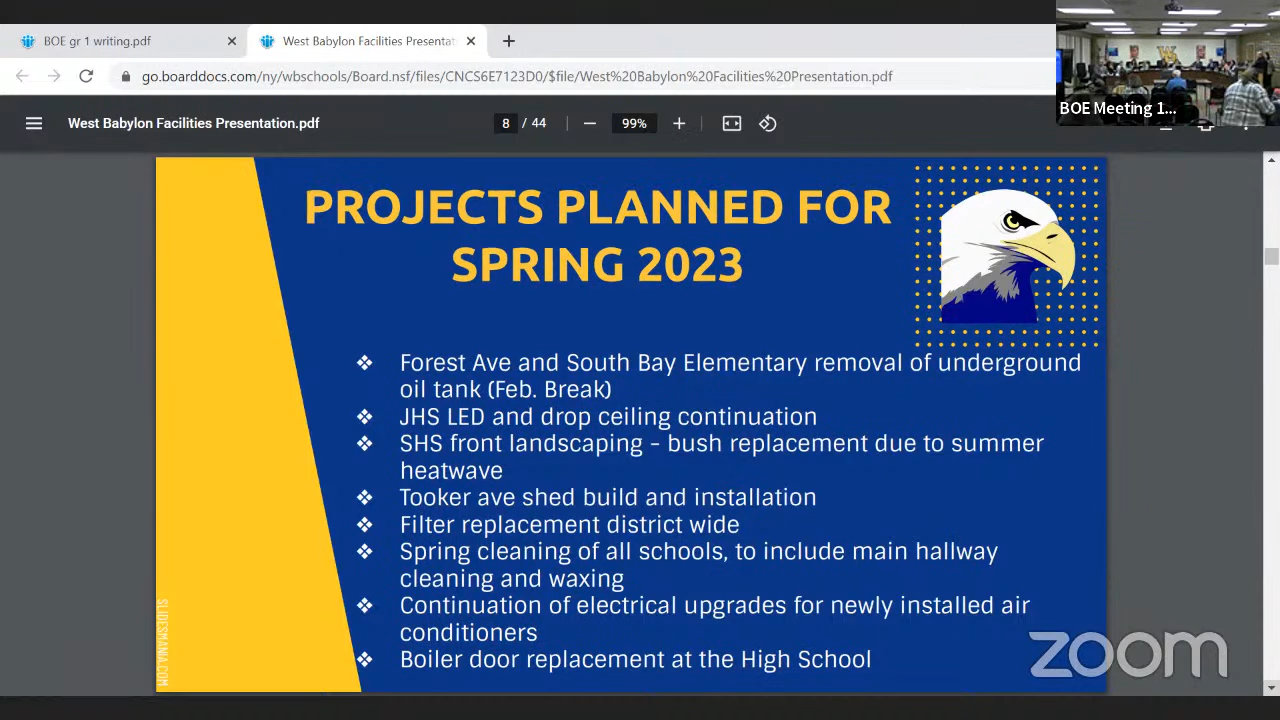 BOE gr 1 writing.pdf
West Babylon Facilities Presentat
go.boarddocs.com/ny/wbschools/Board.nsf/files/CNCS6E7123D0/$file/West%20Babylon%20Facilities%20Presentation.pdf
BOE Meeting 1...
West Babylon Facilities Presentation.pdf
8 / 44
99%
PROJECTS PLANNED FOR
SPRING 2023
❖ Forest Ave and South Bay Elementary removal of underground
oil tank (Feb. Break)
❖ JHS LED and drop ceiling continuation
❖ SHS front landscaping - bush replacement due to summer
heatwave
❖ Tooker ave shed build and installation
❖ Filter replacement district wide
❖ Spring cleaning of all schools, to include main hallway
cleaning and waxing
❖ Continuation of electrical upgrades for newly installed air
conditioners
❖ Boiler door replacement at the High School
SLIDESMANIA.COM
zoom